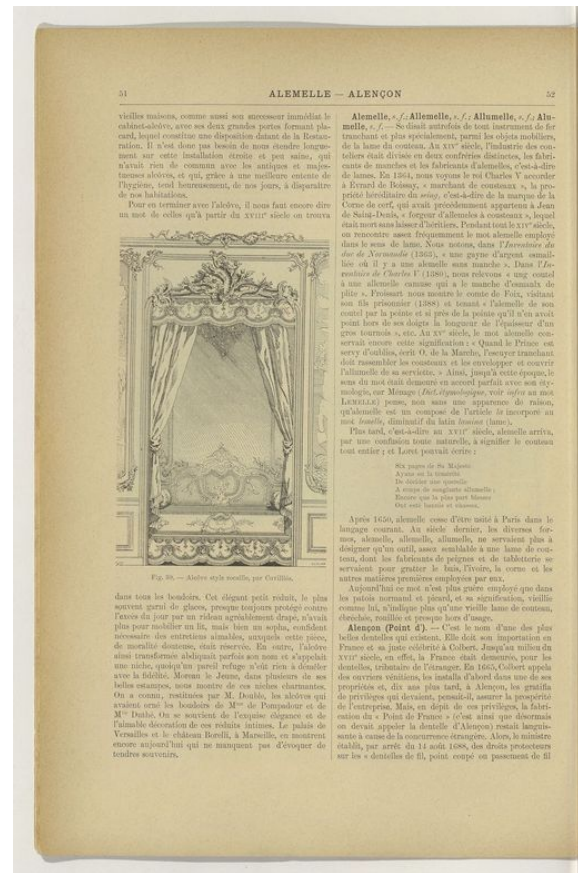 51
ALEMELLE — ALENÇON
52
vieilles maisons, comme aussi son successeur immédiat le
cabinet-alcôve, avec ses deux grandes portes formant pla-
card, lequel constitue une disposition datant de la Restau-
ration. Il n'est donc pas besoin de nous étendre longue-
ment sur cette installation étroite et peu saine, qui
n'avait rien de commun avec les antiques et majes-
tueuses alcôves, et qui, grâce à une meilleure entente de
l'hygiène, tend heureusement, de nos jours, à disparaître
de nos habitations.
Pour en terminer avec l'alcôve, il nous faut encore dire
un mot de celles qu'à partir du XVIIIe siècle on trouva
Fig. 39. — Alcôve style rocaille, par Cuvilliés.
dans tous les boudoirs. Cet élégant petit réduit, le plus
souvent garni de glaces, presque toujours protégé contre
l'excès du jour par un rideau agréablement drapé, n'avait
plus pour mobilier un lit, mais bien un sopha, confident
nécessaire des entretiens aimables, auxquels cette pièce,
de moralité douteuse, était réservée. En outre, l'alcôve
ainsi transformée abdiquait parfois son nom et s'appelait
une niche, quoiqu'un pareil refuge n'eût rien à démêler
avec la fidélité. Moreau le Jeune, dans plusieurs de ses
belles estampes, nous montre de ces niches charmantes.
On a connu, restituées par M. Double, les alcôves qui
avaient orné les boudoirs de Mme de Pompadour et de
Mlle Duthé. On se souvient de l'exquise élégance et de
l'aimable décoration de ces réduits intimes. Le palais de
Versailles et le château Borelli, à Marseille, en montrent
encore aujourd'hui qui ne manquent pas d'évoquer de
tendres souvenirs.
Alemelle, s. f.; Allemelle, s. f.; Allumelle, s. f.; Alu-
melle, s. f. — Se disait autrefois de tout instrument de fer
tranchant et plus spécialement, parmi les objets mobiliers,
de la lame du couteau. Au XIVe siècle, l'industrie des cou-
teliers était divisée en deux confréries distinctes, les fabri-
cants de manches et les fabricants d'alemelles, c'est-à-dire
de lames. En 1364, nous voyons le roi Charles V accorder
à Evrard de Boissay, « marchant de cousteaux », la pro-
priété héréditaire du seing, c'est-à-dire de la marque de la
Corne de cerf, qui avait précédemment appartenu à Jean
de Saint-Denis, « forgeur d'allemeles à cousteaux », lequel
était mort sans laisser d'héritiers. Pendant tout le XIVe siècle,
on rencontre assez fréquemment le mot alemelle employé
dans le sens de lame. Nous notons, dans l'Inventaire du
duc de Normandie (1363), « une gayne d'argent esmail-
liée où il y a une alemelle sans manche ». Dans l'In-
ventaire de Charles V (1380), nous relevons « ung coutel
à une allemelle camuse qui a le manche d'esmaulx de
plite ». Froissart nous montre le comte de Foix, visitant
son fils prisonnier (1388) et tenant « l'alemelle de son
coutel par la pointe et si près de la pointe qu'il n'en avoit
point hors de ses doigts la longueur de l'épaisseur d'un
gros tournois », etc. Au XVe siècle, le mot alemelle con-
servait encore cette signification : « Quand le Prince est
servy d'oublies, écrit O. de la Marche, l'escuyer tranchant
doit rassembler les cousteaux et les envelopper et couvrir
l'allumelle de sa serviette. » Ainsi, jusqu'à cette époque, le
sens du mot était demeuré en accord parfait avec son éty-
mologie, car Ménage (Dict. étymologique, voir infra au mot
LEMELLE) pense, non sans une apparence de raison,
qu'alemelle est un composé de l'article la incorporé au
mot lemelle, diminutif du latin lamina (lame).
Plus tard, c'est-à-dire au XVIIe siècle, alemelle arriva,
par une confusion toute naturelle, à signifier le couteau
tout entier ; et Loret pouvait écrire :
Six pages de Sa Majesté
Ayans eu la témérité
De décider une querelle
A coups de sanglante allumelle ;
Encore que la plus part blessez
Ont esté bannis et chassez.
Après 1650, alemelle cesse d'être usité à Paris dans le
langage courant. Au siècle dernier, les diverses for-
mes, alemelle, allemelle, allumelle, ne servaient plus à
désigner qu'un outil, assez semblable à une lame de cou-
teau, dont les fabricants de peignes et de tabletterie se
servaient pour gratter le buis, l'ivoire, la corne et les
autres matières premières employées par eux.
Aujourd'hui ce mot n'est plus guère employé que dans
les patois normand et picard, et sa signification, vieillie
comme lui, n'indique plus qu'une vieille lame de couteau,
ébréchée, rouillée et presque hors d'usage.
Alençon (Point d'). — C'est le nom d'une des plus
belles dentelles qui existent. Elle doit son importation en
France et sa juste célébrité à Colbert. Jusqu'au milieu du
XVIIe siècle, en effet, la France était demeurée, pour les
dentelles, tributaire de l'étranger. En 1665, Colbert appela
des ouvriers vénitiens, les installa d'abord dans une de ses
propriétés et, dix ans plus tard, à Alençon, les gratifia
de privilèges qui devaient, pensait-il, assurer la prospérité
de l'entreprise. Mais, en dépit de ces privilèges, la fabri-
cation du « Point de France » (c'est ainsi que désormais
on devait appeler la dentelle d'Alençon) restait languis-
sante à cause de la concurrence étrangère. Alors, le ministre
établit, par arrêt du 14 août 1688, des droits protecteurs
sur les « dentelles de fil, point coupé ou passement de fil